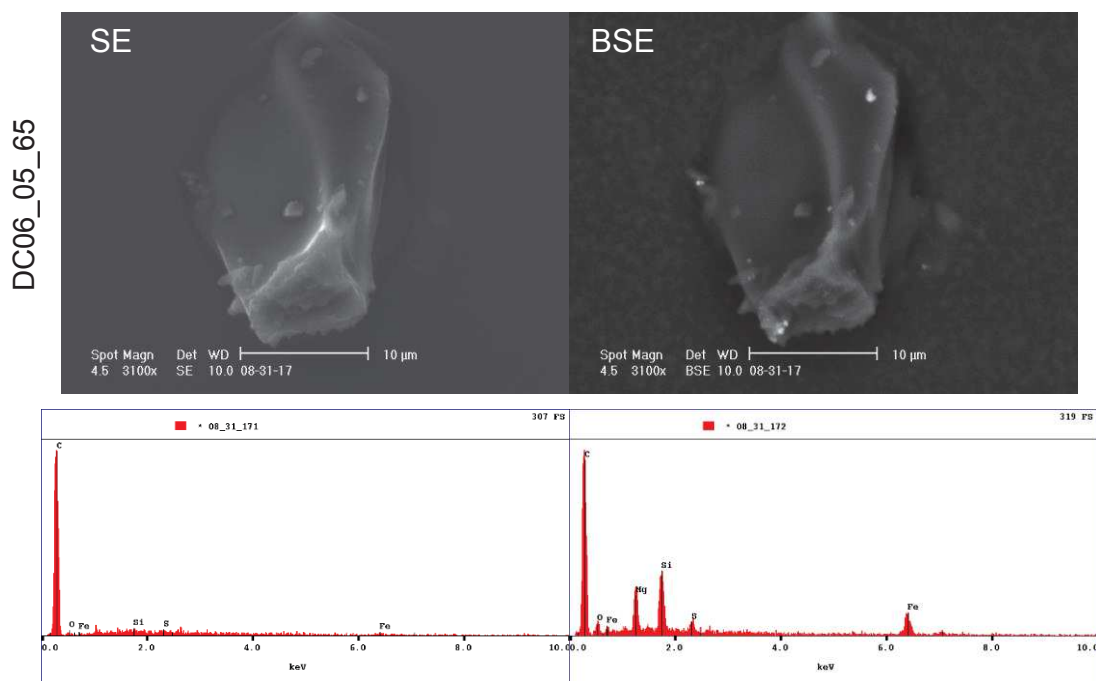 DC06_05_65
SE
Spot Magn Det WD 10 µm
4.5 3100x SE 10.0 08-31-17
BSE
Spot Magn Det WD 10 µm
4.5 3100x BSE 10.0 08-31-17
* 08_31_171 307 FS
C
O Fe Si S Fe
0.0 2.0 4.0 6.0 8.0 10.0
keV
* 08_31_172 319 FS
C
O Fe Mg Si S Fe
0.0 2.0 4.0 6.0 8.0 10.0
keV